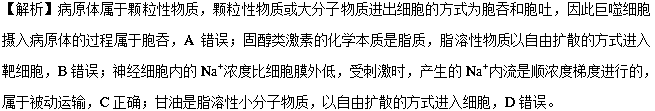 【解析】病原体属于颗粒性物质，颗粒性物质或大分子物质进出细胞的方式为胞吞和胞吐，因此巨噬细胞
摄入病原体的过程属于胞吞，A 错误；固醇类激素的化学本质是脂质，脂溶性物质以自由扩散的方式进入
靶细胞，B错误；神经细胞内的Na⁺浓度比细胞膜外低，受刺激时，产生的Na⁺内流是顺浓度梯度进行的，
属于被动运输，C正确；甘油是脂溶性小分子物质，以自由扩散的方式进入细胞，D错误。